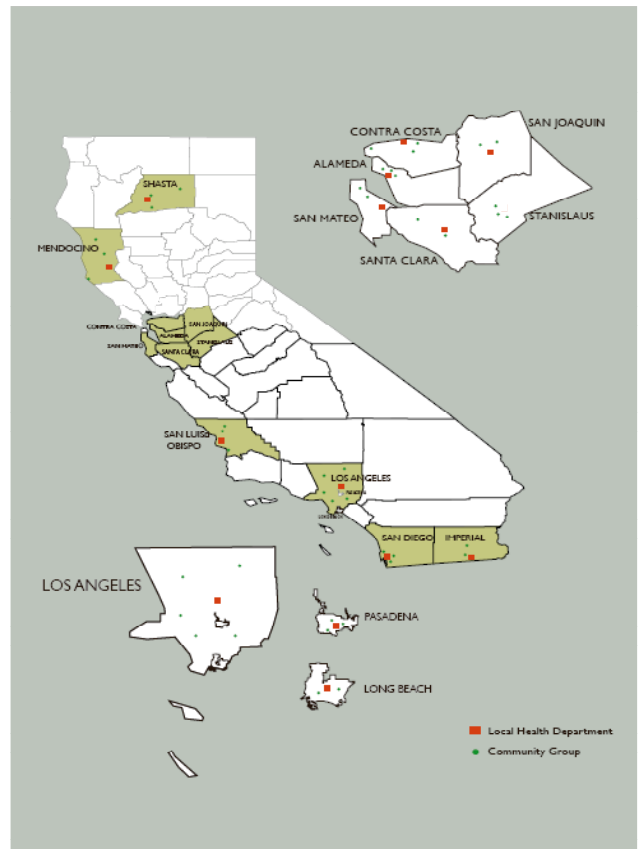 SAN JOAQUIN
CONTRA COSTA
ALAMEDA
SHASTA
SAN MATEO
STANISLAUS
MENDOCINO
SANTA CLARA
CONTRA COSTA
SAN JOAQUIN
ALAMEDA
STANISLAUS
SAN MATEO
SANTA CLARA
SAN LUIS
OBISPO
LOS ANGELES
SAN DIEGO
IMPERIAL
LOS ANGELES
PASADENA
LONG BEACH
Local Health Department
Community Group